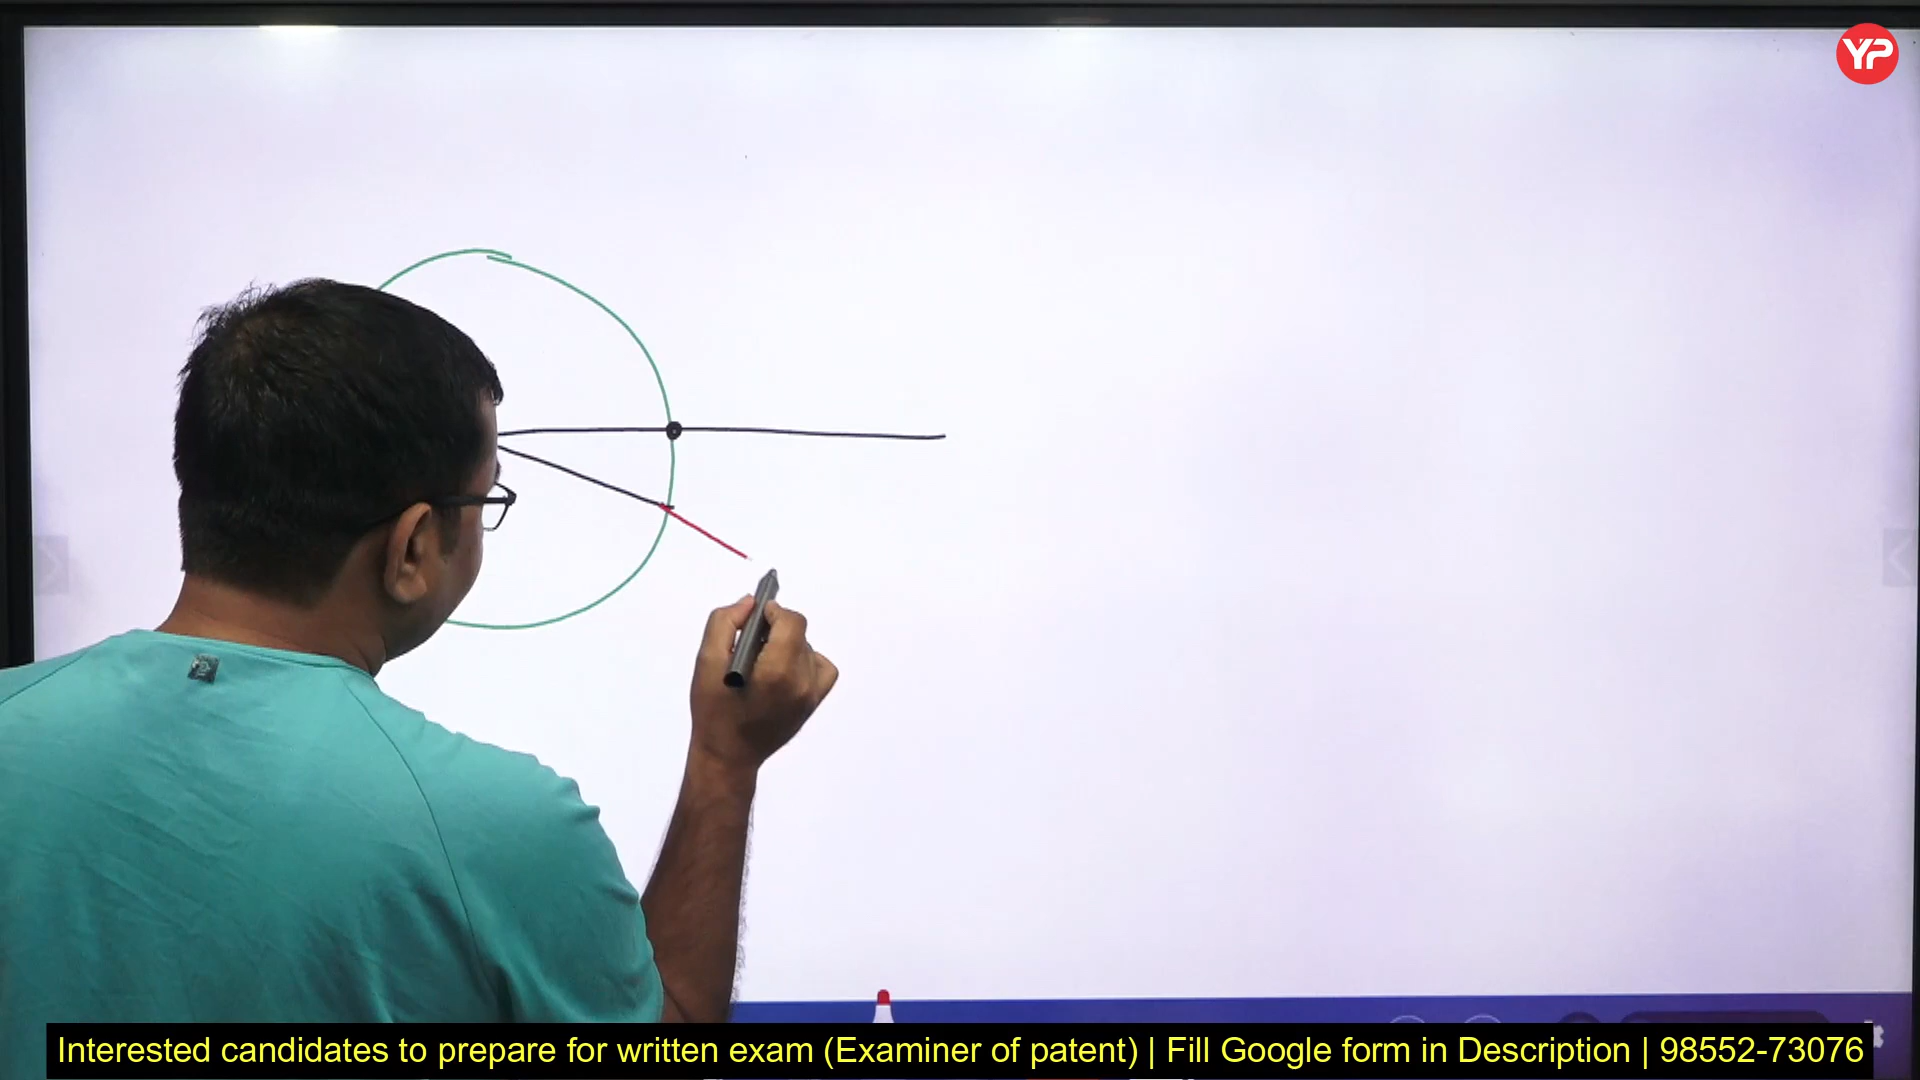 YP
Interested candidates to prepare for written exam (Examiner of patent) | Fill Google form in Description | 98552-73076